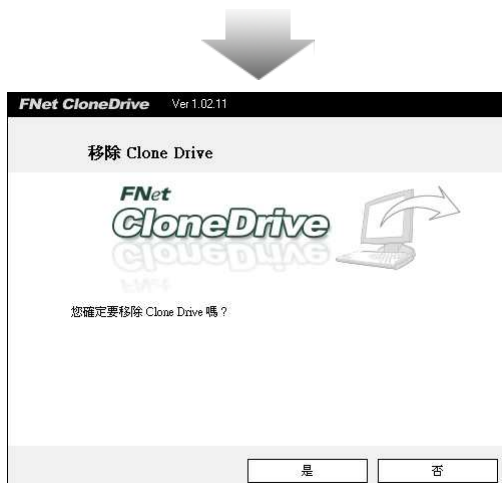 FNet CloneDrive Ver 1.02.11
移除 Clone Drive
FNet
CloneDrive
您確定要移除 Clone Drive 嗎？
是 否